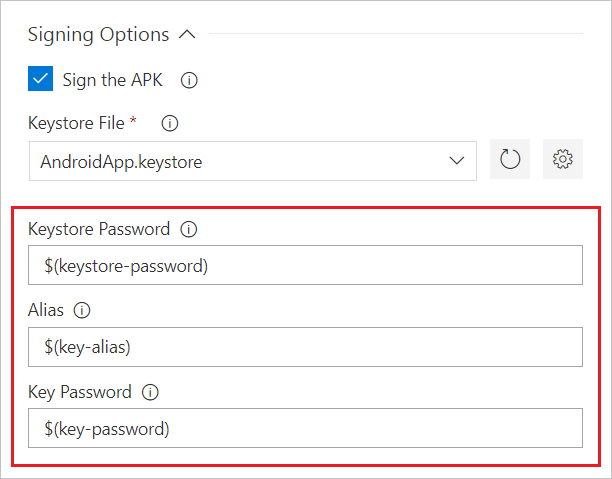 Signing Options
Sign the APK
Keystore File *
AndroidApp.keystore
Keystore Password
$(keystore-password)
Alias
$(key-alias)
Key Password
$(key-password)